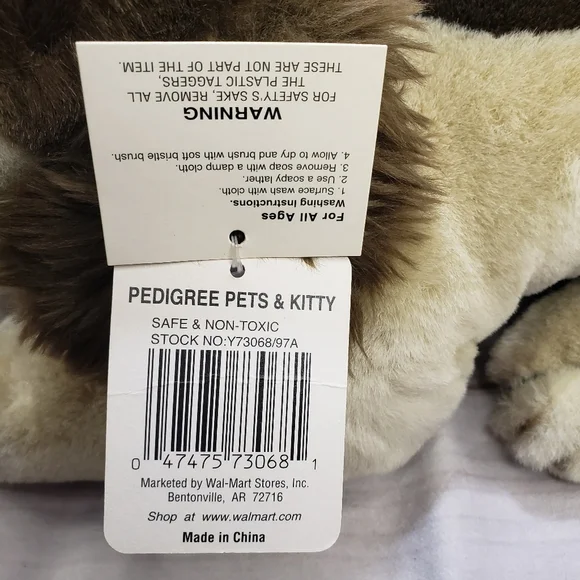 For All Ages
Washing Instructions.
1. Surface wash with cloth.
2. Use a soapy lather.
3. Remove soap with a damp cloth.
4. Allow to dry and brush with soft bristle brush.
WARNING
FOR SAFETY'S SAKE, REMOVE ALL
THE PLASTIC TAGGERS,
THESE ARE NOT PART OF THE ITEM.
PEDIGREE PETS & KITTY
SAFE & NON-TOXIC
STOCK NO:Y73068/97A
0 47475 73068 1
Marketed by Wal-Mart Stores, Inc.
Bentonville, AR 72716
Shop at www.walmart.com
Made in China